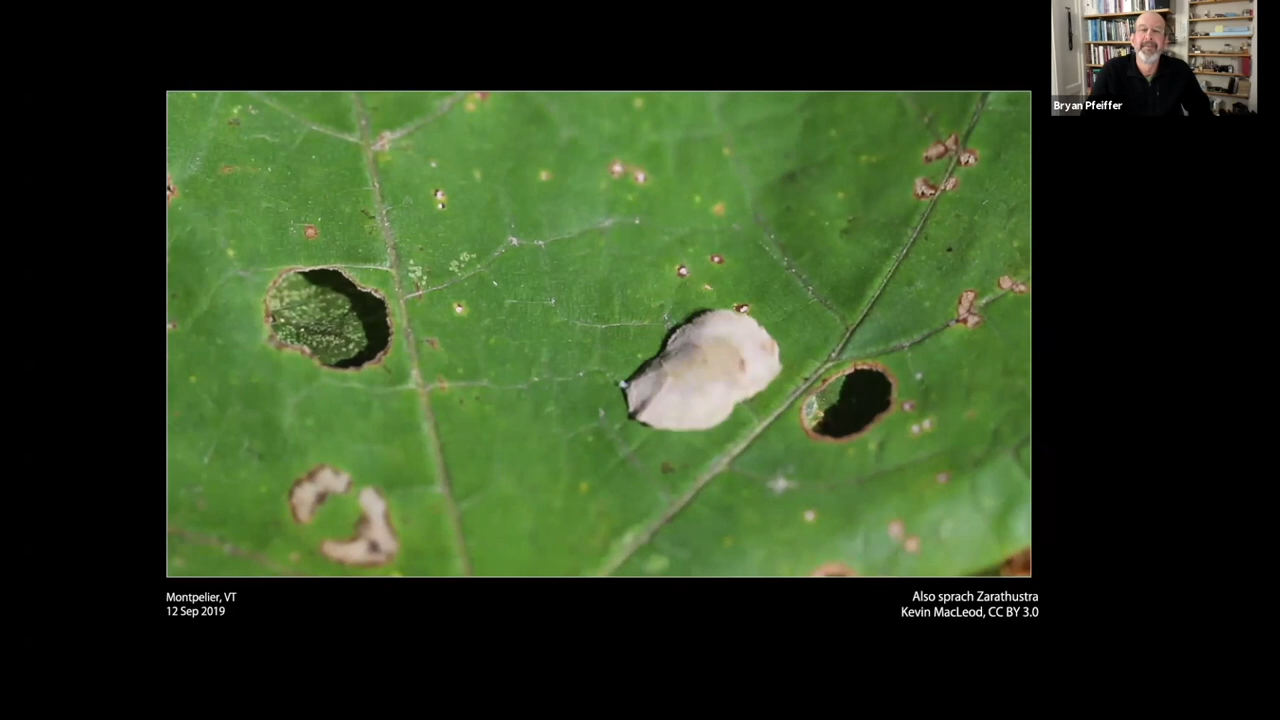 Bryan Pfeiffer
Montpelier, VT
12 Sep 2019
Also sprach Zarathustra
Kevin MacLeod, CC BY 3.0